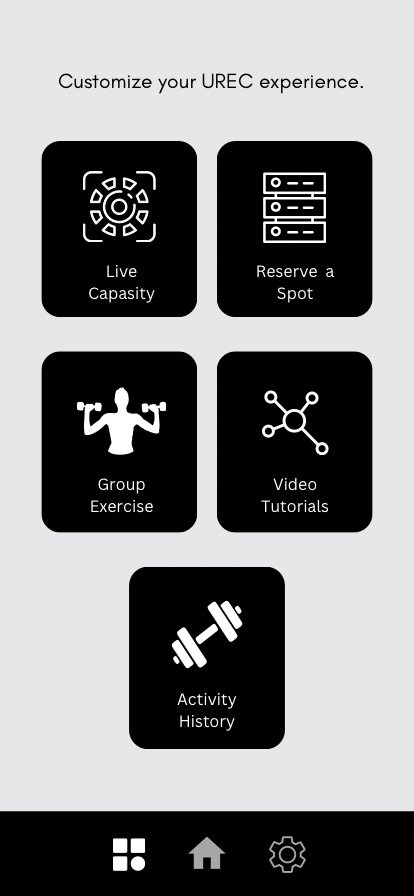 Customize your UREC experience.
Live
Capasity
Reserve a
Spot
Group
Exercise
Video
Tutorials
Activity
History